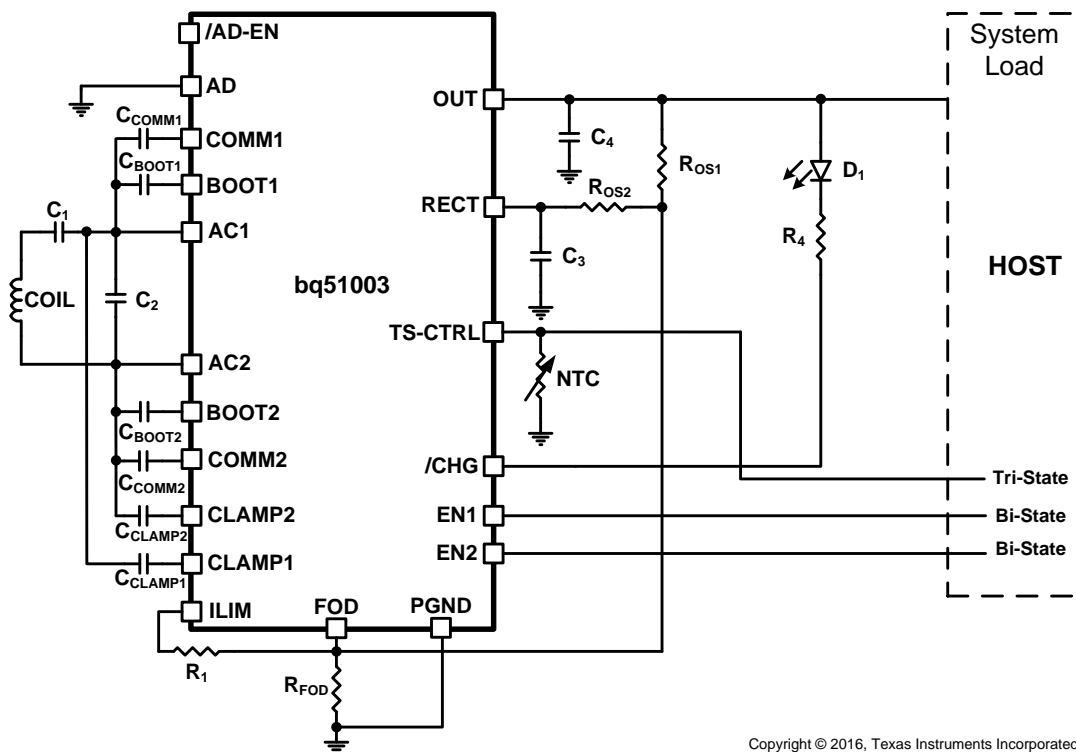 /AD-EN
AD
C_COMM1
COMM1
C_BOOT1
BOOT1
C1
AC1
COIL
C2
AC2
BOOT2
C_BOOT2
COMM2
C_COMM2
CLAMP2
C_CLAMP2
CLAMP1
C_CLAMP1
ILIM
FOD
PGND
R1
R_FOD
bq51003
OUT
C4
R_OS1
D1
RECT
R_OS2
R4
C3
TS-CTRL
NTC
/CHG
EN1
EN2
System
Load
HOST
Tri-State
Bi-State
Bi-State
Copyright © 2016, Texas Instruments Incorporated